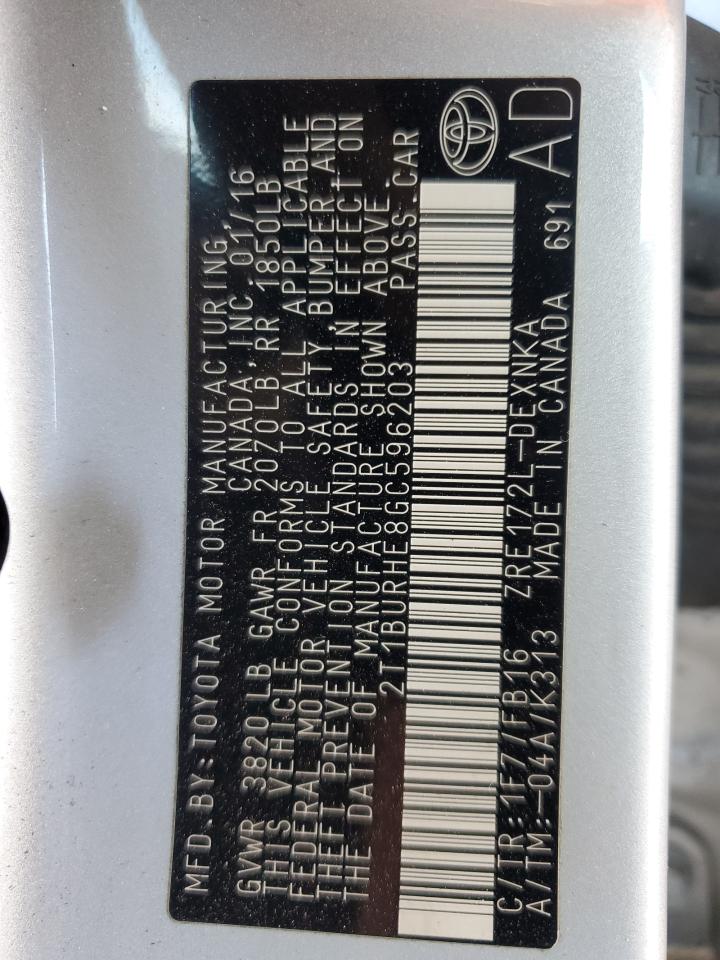 MFD.BY:TOYOTA MOTOR MANUFACTURING,
CANADA,INC. 01/16
GVWR 3820LB GAWR FR 2070LB RR 1850LB
THIS VEHICLE CONFORMS TO ALL APPLICABLE
FEDERAL MOTOR VEHICLE SAFETY, BUMPER,AND
THEFT PREVENTION STANDARDS IN EFFECT ON
THE DATE OF MANUFACTURE SHOWN ABOVE.
2T1BURHE8GC596203 PASS.CAR
C/TR:1F7/FB16 ZRE172L-DEXNKA
A/TM:-04A/K313 MADE IN CANADA 691 AD